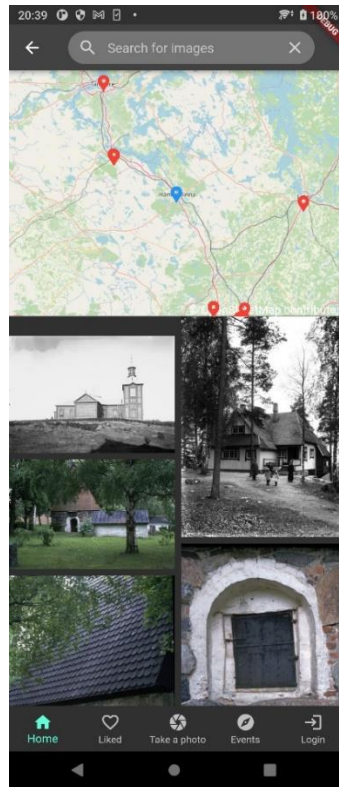 20:39
100%
Search for images
Home
Liked
Take a photo
Events
Login